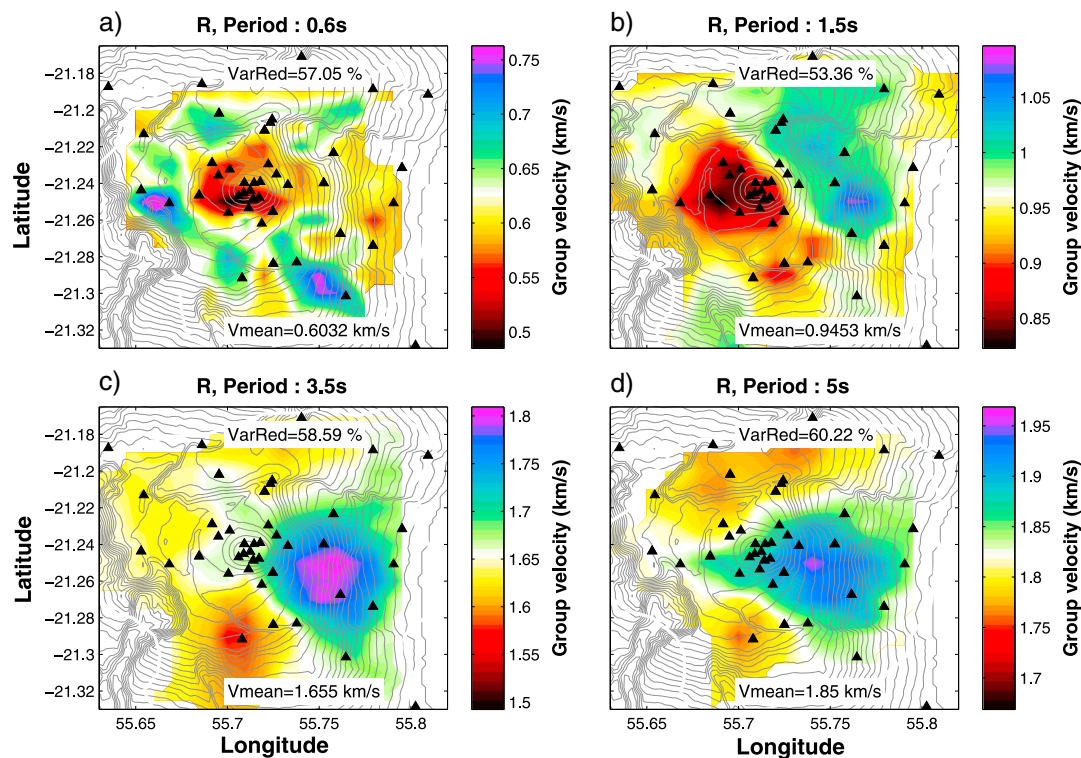 a)
R, Period : 0.6s
VarRed=57.05 %
Vmean=0.6032 km/s
−21.18
−21.2
−21.22
−21.24
−21.26
−21.28
−21.3
−21.32
Latitude
0.75
0.7
0.65
0.6
0.55
0.5
Group velocity (km/s)
b)
R, Period : 1.5s
VarRed=53.36 %
Vmean=0.9453 km/s
1.05
1
0.95
0.9
0.85
Group velocity (km/s)
c)
R, Period : 3.5s
VarRed=58.59 %
Vmean=1.655 km/s
−21.18
−21.2
−21.22
−21.24
−21.26
−21.28
−21.3
−21.32
Latitude
55.65
55.7
55.75
55.8
Longitude
1.8
1.75
1.7
1.65
1.6
1.55
1.5
Group velocity (km/s)
d)
R, Period : 5s
VarRed=60.22 %
Vmean=1.85 km/s
55.65
55.7
55.75
55.8
Longitude
1.95
1.9
1.85
1.8
1.75
1.7
Group velocity (km/s)